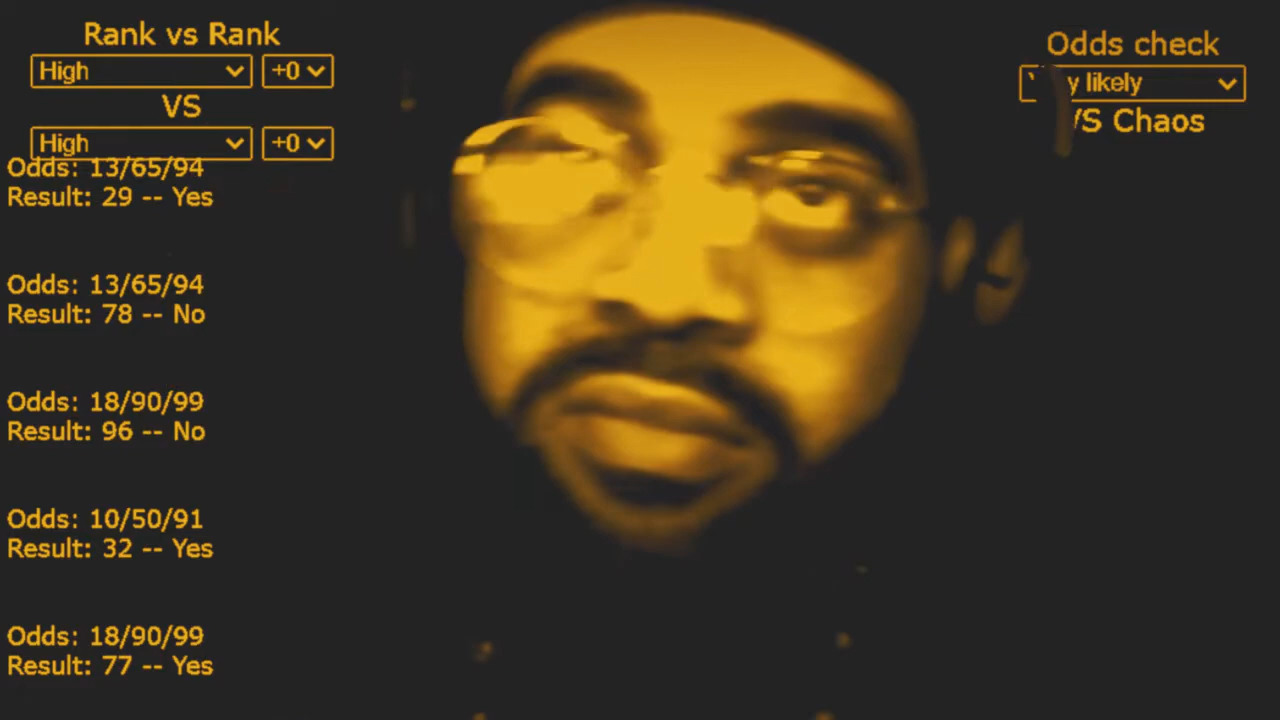 Rank vs Rank
High +0
VS
High +0
Odds: 13/65/94
Result: 29 -- Yes
Odds: 13/65/94
Result: 78 -- No
Odds: 18/90/99
Result: 96 -- No
Odds: 10/50/91
Result: 32 -- Yes
Odds: 18/90/99
Result: 77 -- Yes
Odds check
likely
VS Chaos